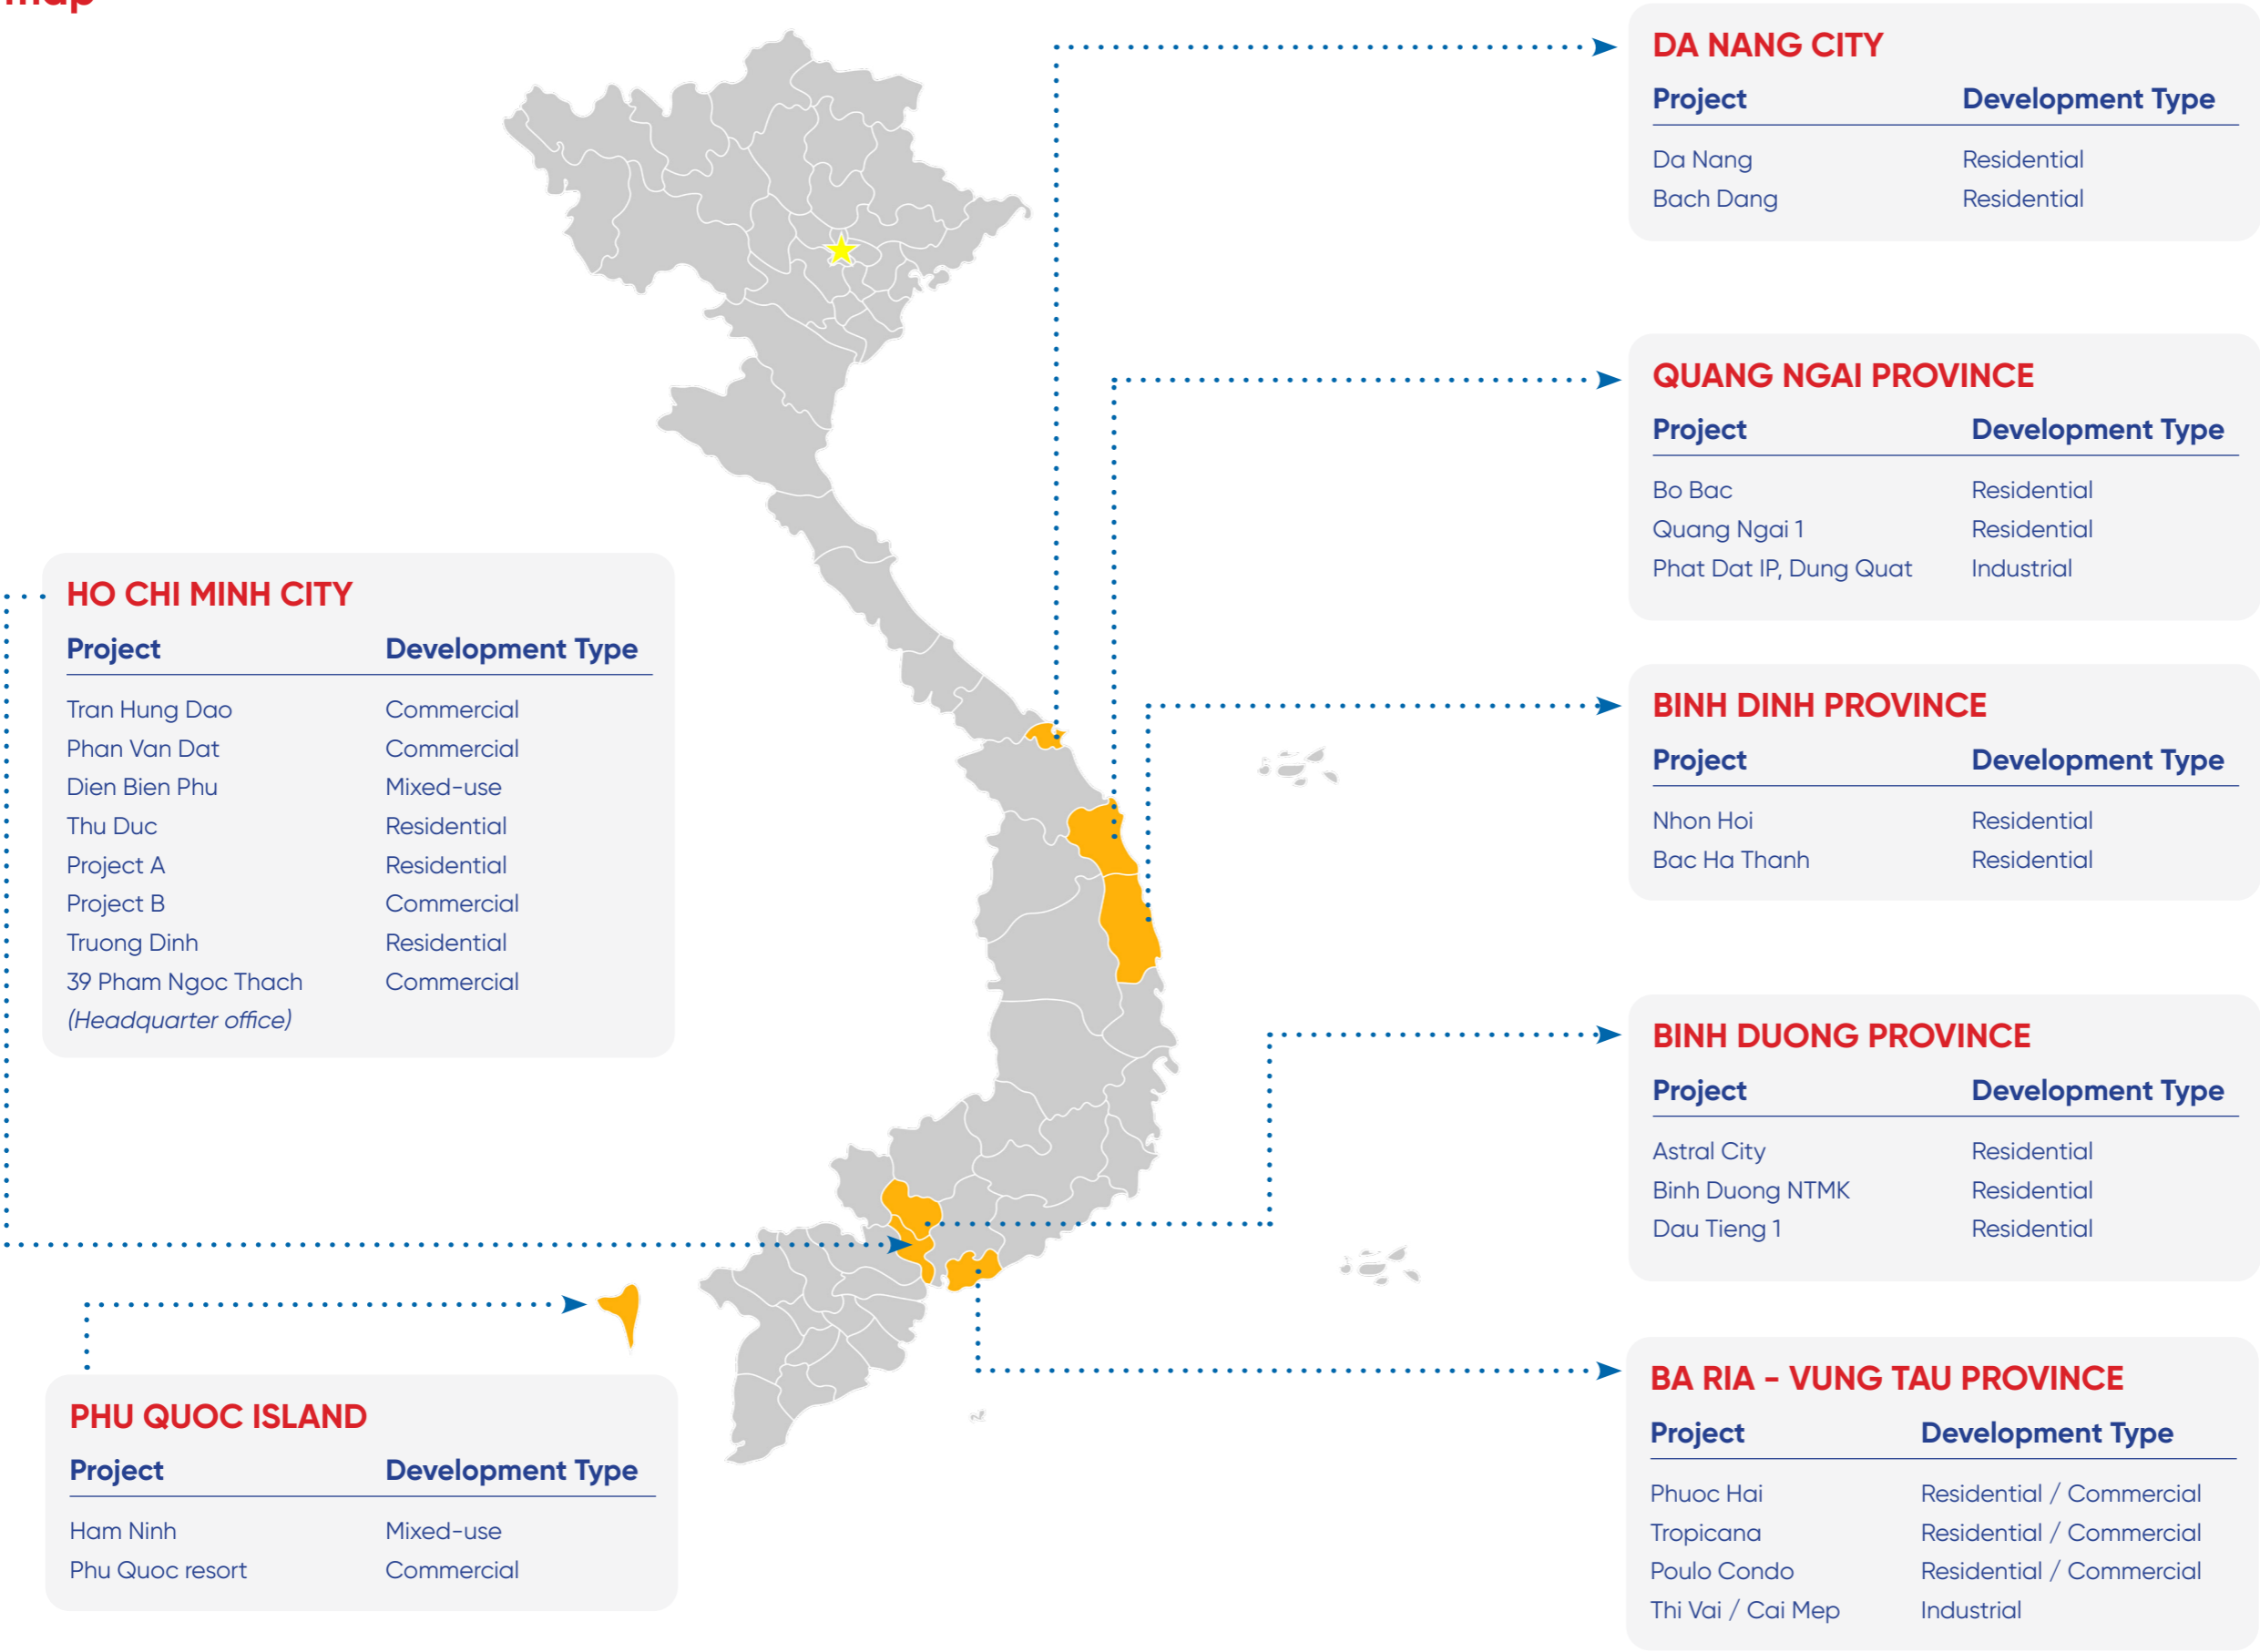 map
DA NANG CITY
Project Development Type
Da Nang Residential
Bach Dang Residential
QUANG NGAI PROVINCE
Project Development Type
Bo Bac Residential
Quang Ngai 1 Residential
Phat Dat IP, Dung Quat Industrial
HO CHI MINH CITY
Project Development Type
Tran Hung Dao Commercial
Phan Van Dat Commercial
Dien Bien Phu Mixed-use
Thu Duc Residential
Project A Residential
Project B Commercial
Truong Dinh Residential
39 Pham Ngoc Thach Commercial
(Headquarter office)
BINH DINH PROVINCE
Project Development Type
Nhon Hoi Residential
Bac Ha Thanh Residential
BINH DUONG PROVINCE
Project Development Type
Astral City Residential
Binh Duong NTMK Residential
Dau Tieng 1 Residential
PHU QUOC ISLAND
Project Development Type
Ham Ninh Mixed-use
Phu Quoc resort Commercial
BA RIA - VUNG TAU PROVINCE
Project Development Type
Phuoc Hai Residential / Commercial
Tropicana Residential / Commercial
Poulo Condo Residential / Commercial
Thi Vai / Cai Mep Industrial